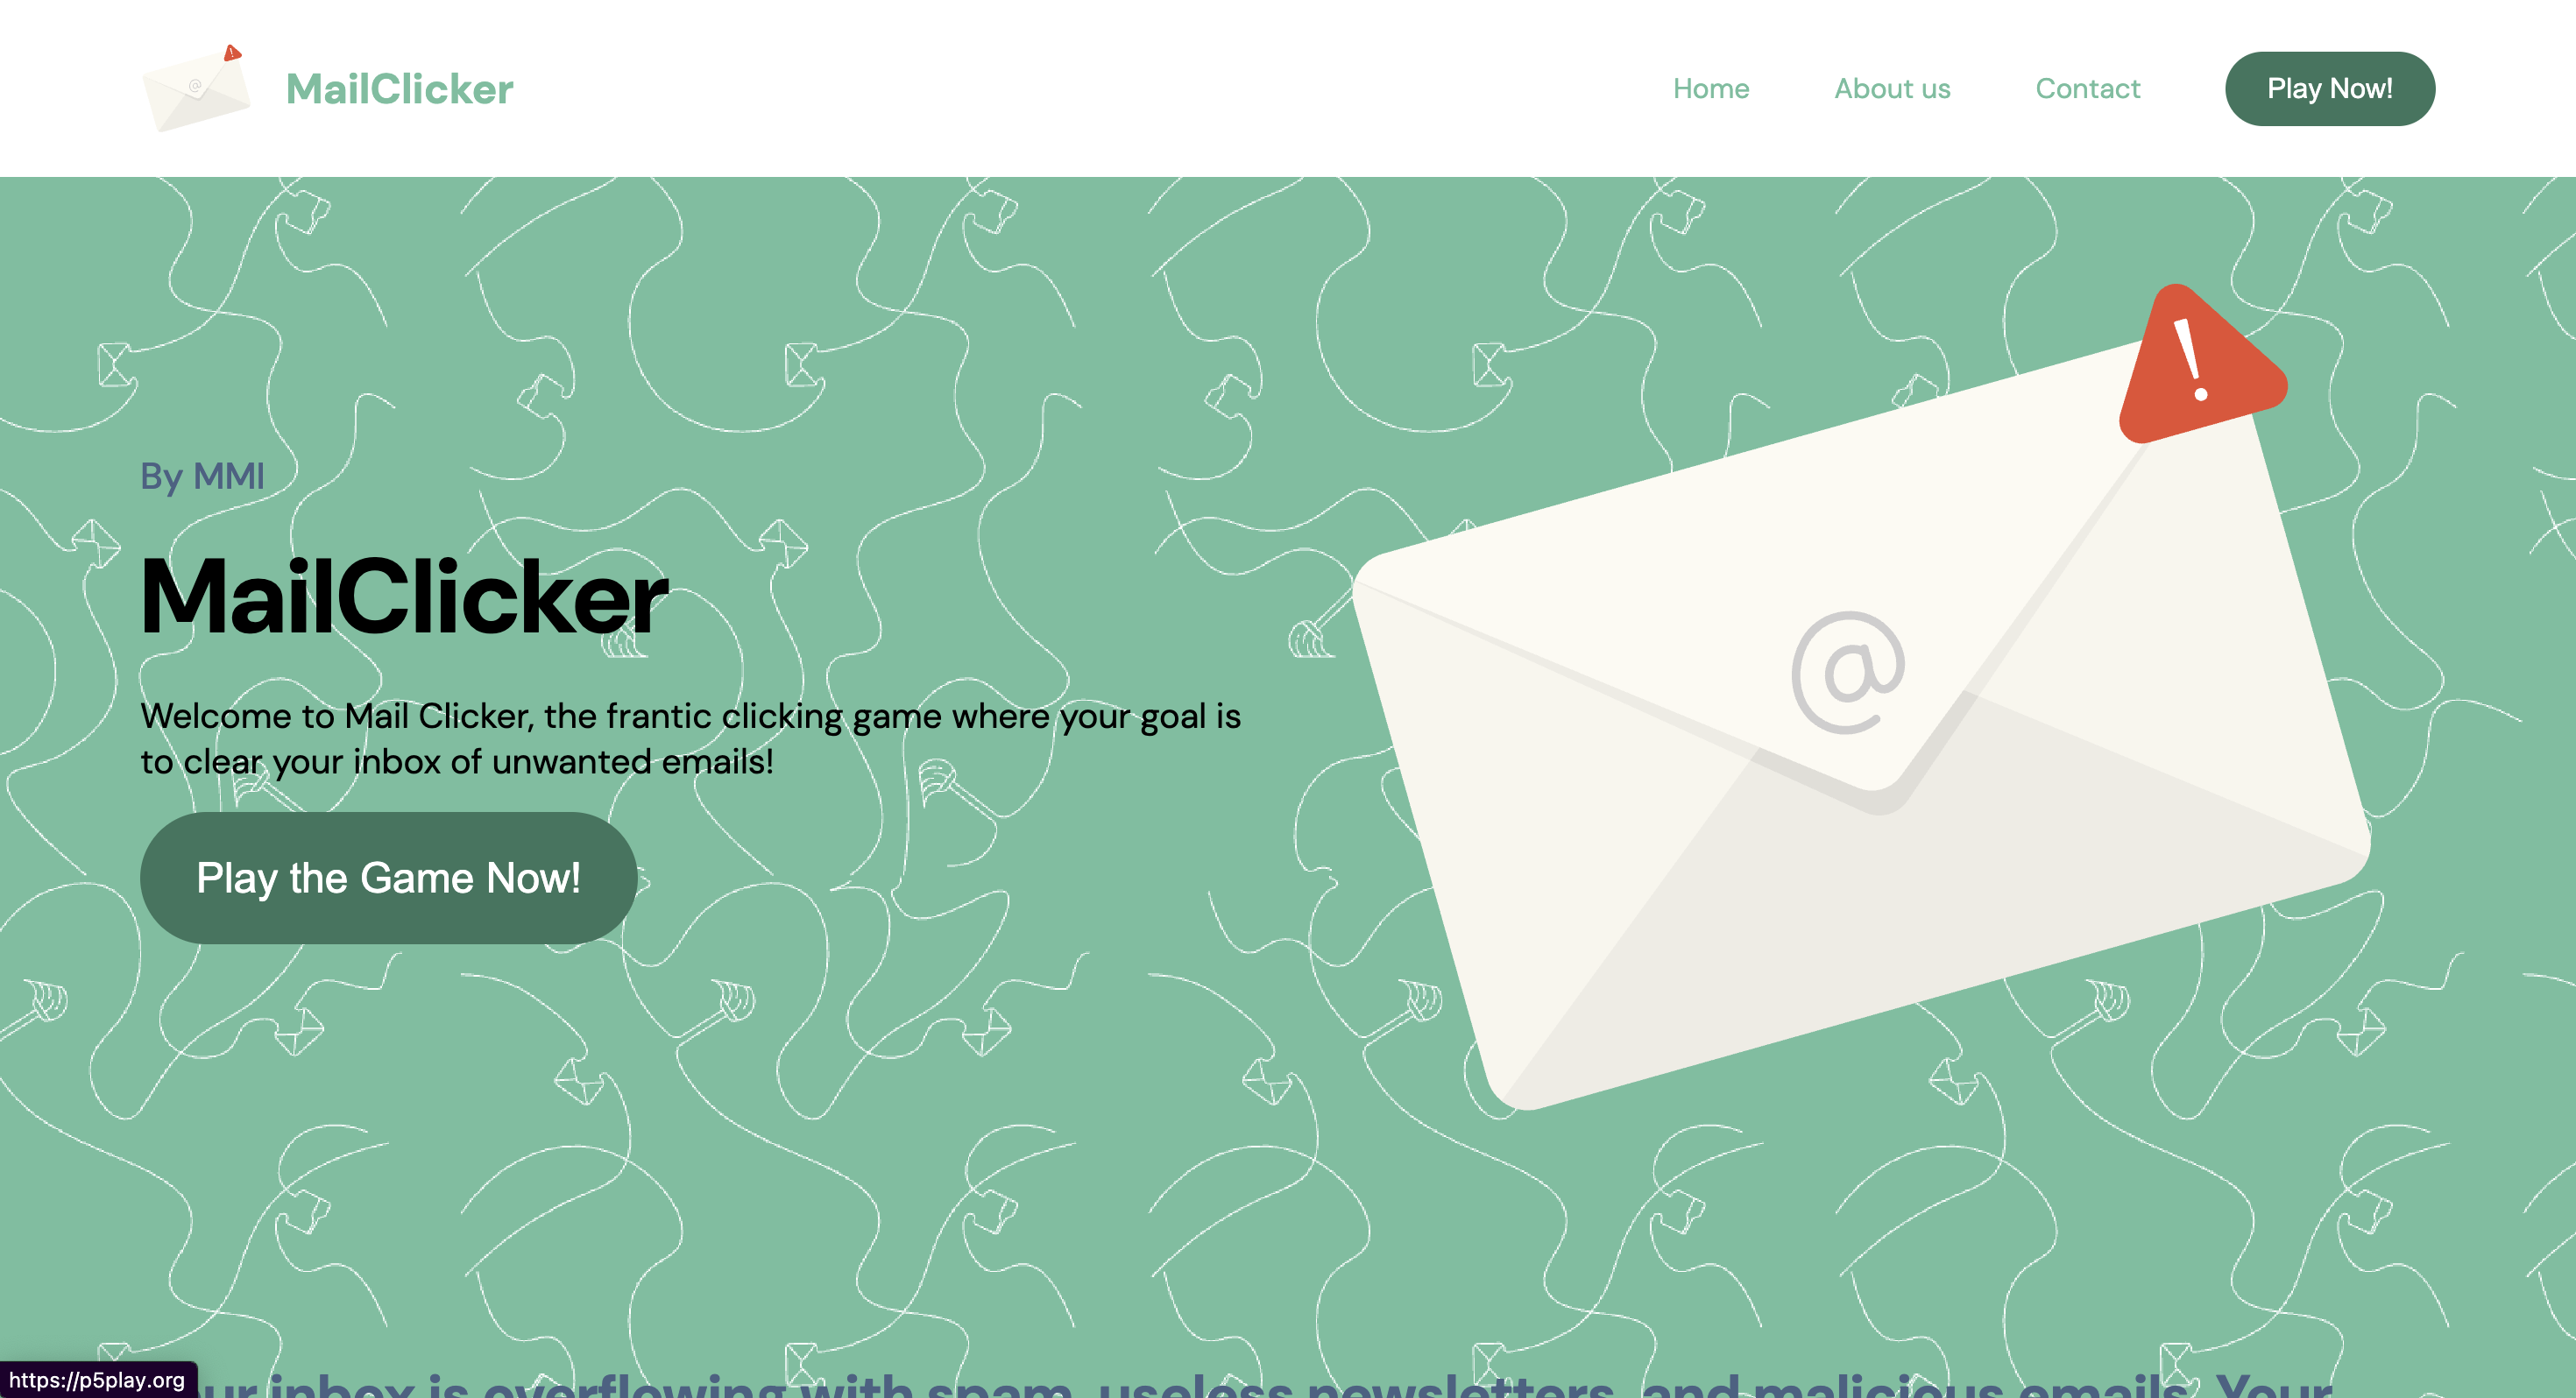 @
MailClicker
Home
About us
Contact
Play Now!
!
By MMI
MailClicker
@
Welcome to Mail Clicker, the frantic clicking game where your goal is
to clear your inbox of unwanted emails!
Play the Game Now!
inbox is overflowing with spam, useless newsletters, and malicious emails. Your
https://p5play.org